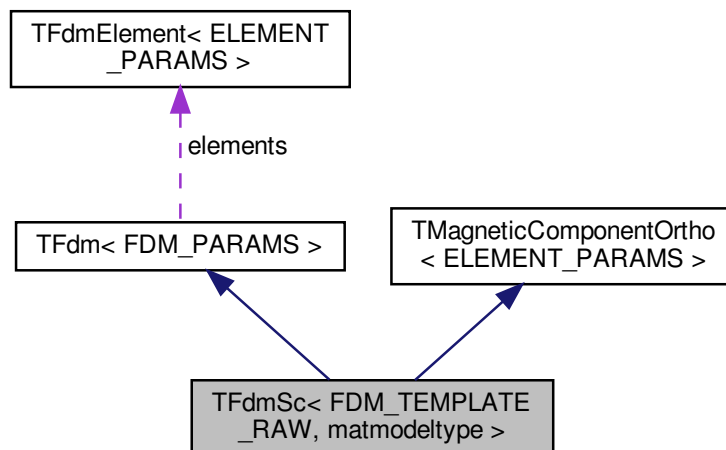 TFdmElement< ELEMENT
_PARAMS >
elements
TFdm< FDM_PARAMS >
TMagneticComponentOrtho
< ELEMENT_PARAMS >
TFdmSc< FDM_TEMPLATE
_RAW, matmodeltype >